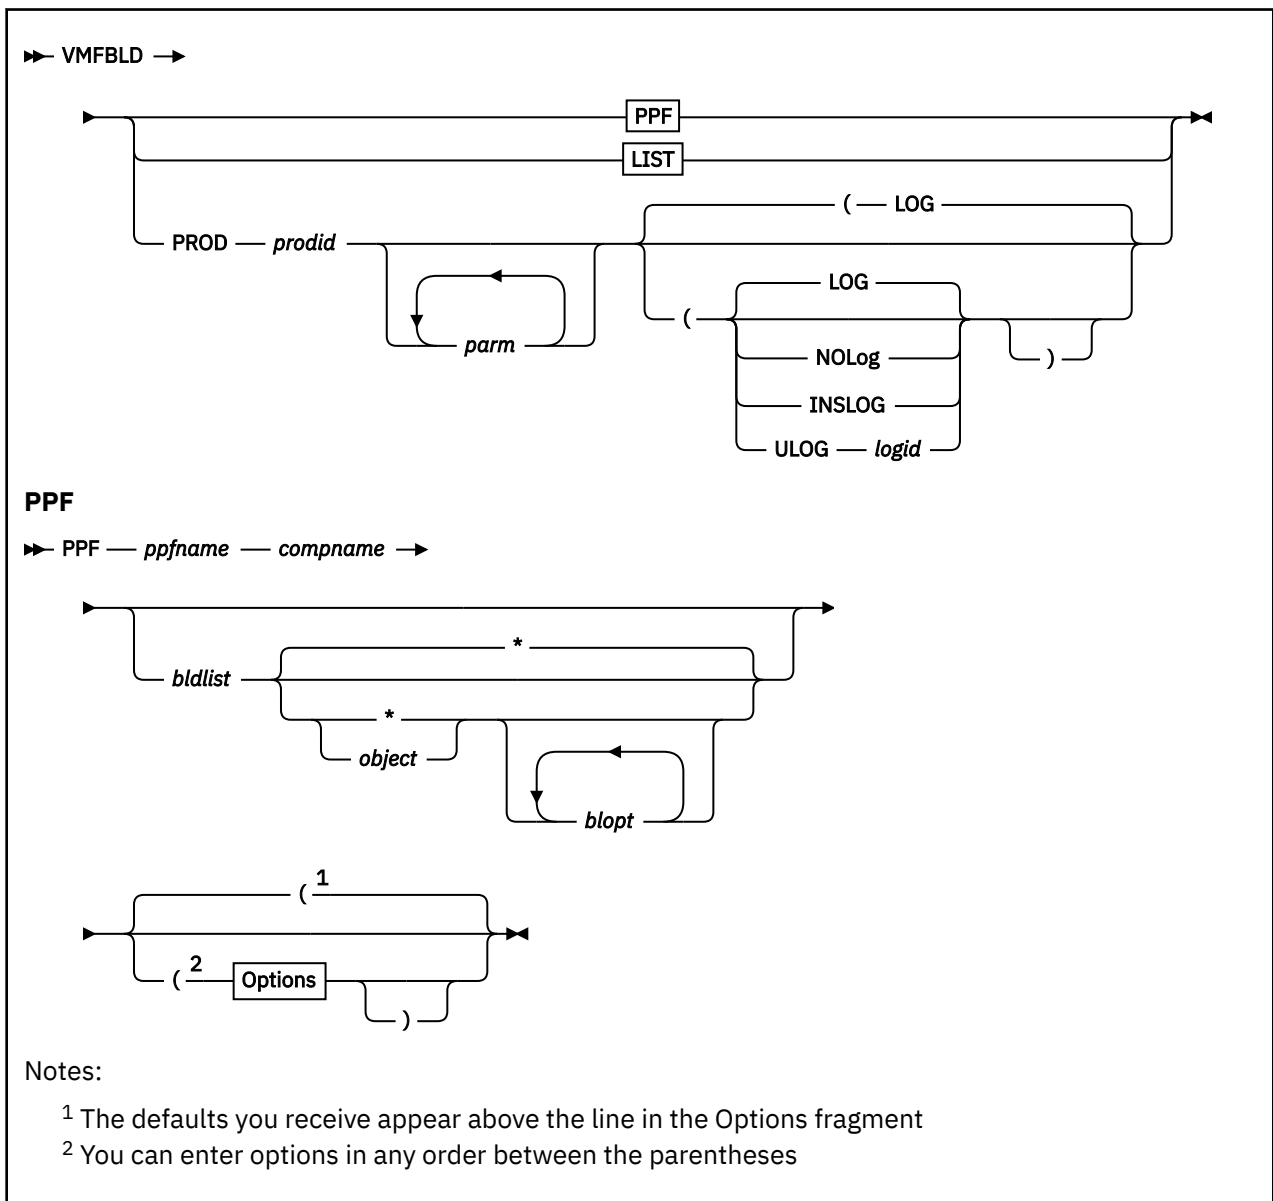 VMFBLD
PPF
LIST
( LOG
PROD prodid
LOG
(
parm
NOLog
)
INSLOG
ULOG logid
PPF
PPF ppfname compname
*
bldlist
*
object
blopt
( 1
( 2 Options
)
Notes:
1 The defaults you receive appear above the line in the Options fragment
2 You can enter options in any order between the parentheses